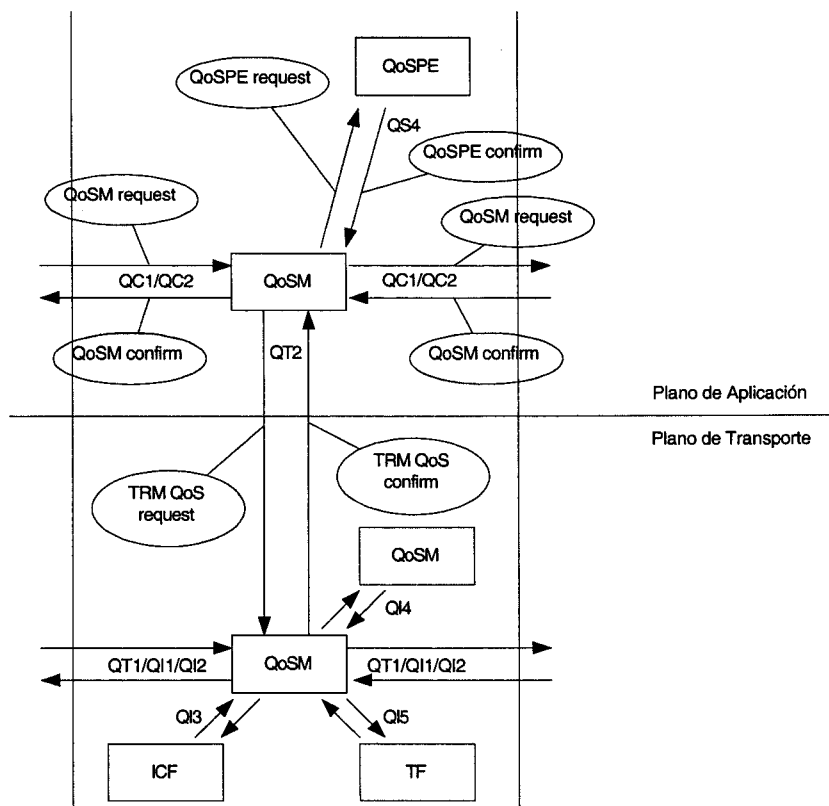 QoSPE
QoSPE request
QS4
QoSPE confirm
QoSM request
QoSM request
QC1/QC2
QoSM
QC1/QC2
QoSM confirm
QT2
QoSM confirm
Plano de Aplicación
Plano de Transporte
TRM QoS
request
TRM QoS
confirm
QoSM
QI4
QT1/QI1/QI2
QoSM
QT1/QI1/QI2
QI3
QI5
ICF
TF